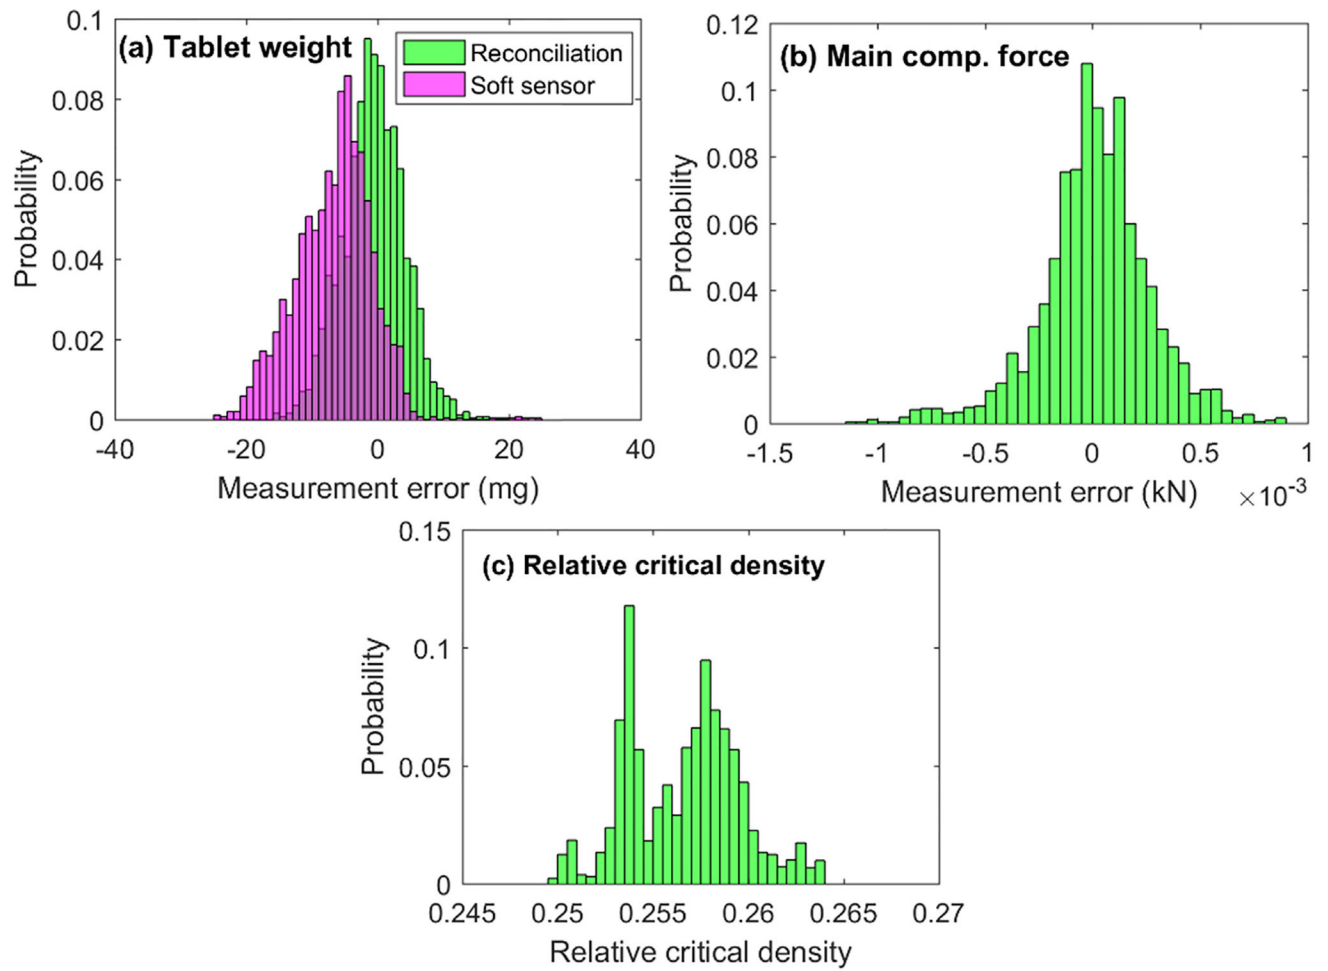 (a) Tablet weight
Reconciliation
Soft sensor
0.1
0.08
0.06
0.04
0.02
0
Probability
-40 -20 0 20 40
Measurement error (mg)
(b) Main comp. force
0.12
0.1
0.08
0.06
0.04
0.02
0
Probability
-1.5 -1 -0.5 0 0.5 1
Measurement error (kN) ×10-3
(c) Relative critical density
0.15
0.1
0.05
0
Probability
0.245 0.25 0.255 0.26 0.265 0.27
Relative critical density